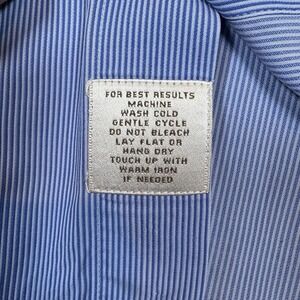 FOR BEST RESULTS
MACHINE
WASH COLD
GENTLE CYCLE
DO NOT BLEACH
LAY FLAT OR
HANG DRY
TOUCH UP WITH
WARM IRON
IF NEEDED